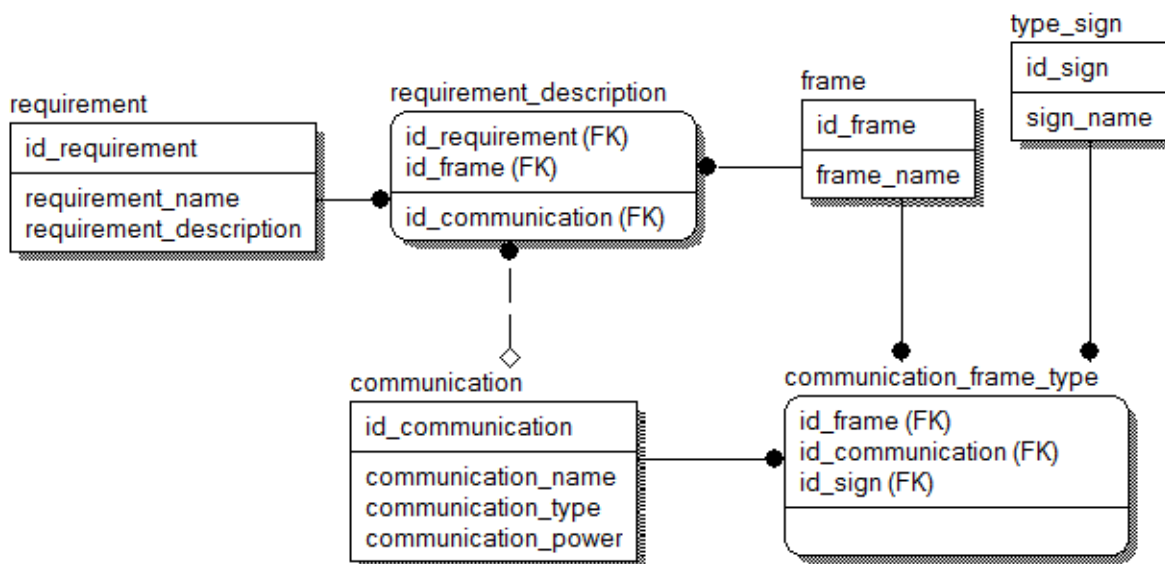 requirement
id_requirement
requirement_name
requirement_description
requirement_description
id_requirement (FK)
id_frame (FK)
id_communication (FK)
frame
id_frame
frame_name
type_sign
id_sign
sign_name
communication
id_communication
communication_name
communication_type
communication_power
communication_frame_type
id_frame (FK)
id_communication (FK)
id_sign (FK)